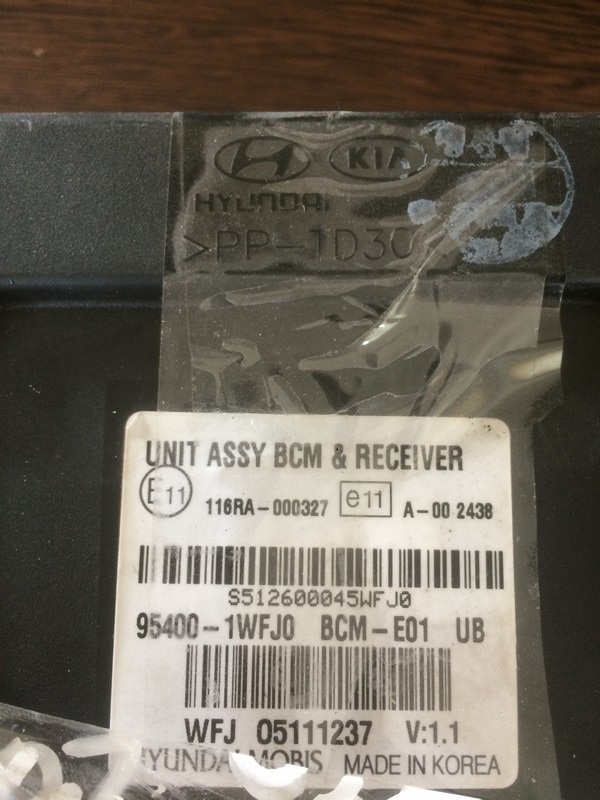 KIA
HYUNDAI
>PP-TD30
UNIT ASSY BCM & RECEIVER
E11 116RA-000327 e11 A-00 2438
S512600045WFJ0
95400-1WFJ0 BCM-E01 UB
WFJ 05111237 V:1.1
HYUNDAI MOBIS MADE IN KOREA